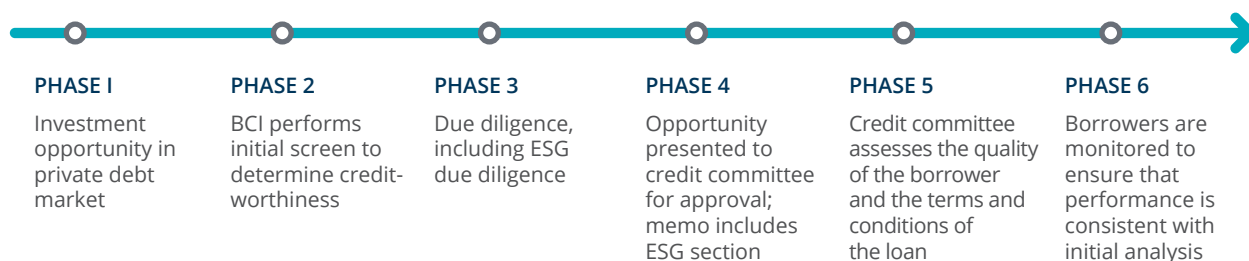 PHASE I
Investment
opportunity in
private debt
market
PHASE 2
BCI performs
initial screen to
determine credit-
worthiness
PHASE 3
Due diligence,
including ESG
due diligence
PHASE 4
Opportunity
presented to
credit committee
for approval;
memo includes
ESG section
PHASE 5
Credit committee
assesses the quality
of the borrower
and the terms and
conditions of
the loan
PHASE 6
Borrowers are
monitored to
ensure that
performance is
consistent with
initial analysis